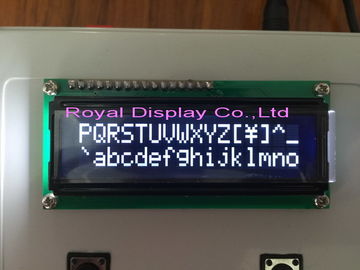 Royal Display Co.,Ltd
PQRSTUVWXYZ[¥]^_
`abcdefghijklmno